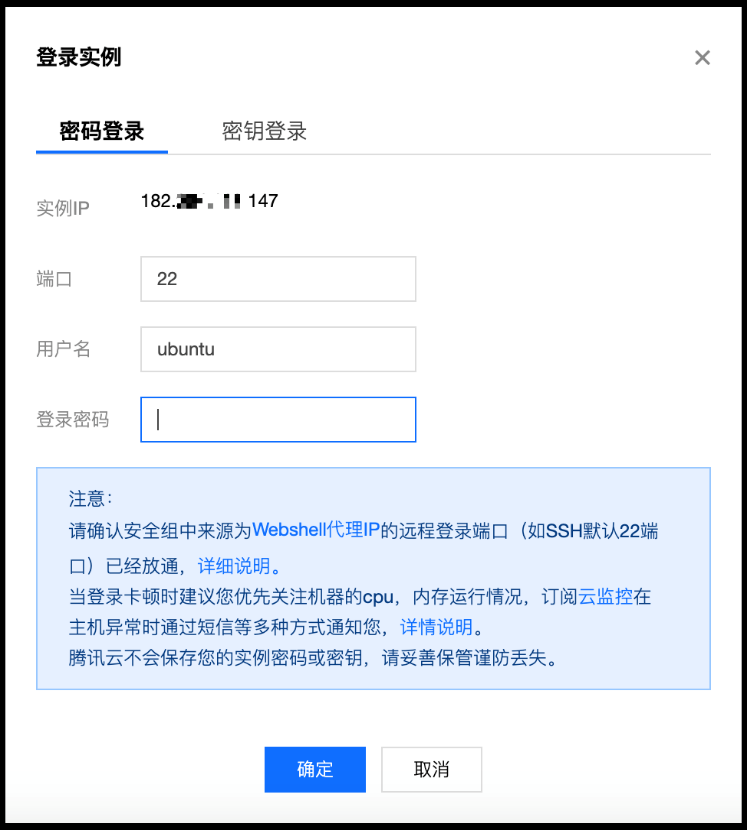 登录实例
密码登录 密钥登录
实例IP 182. . 147
端口 22
用户名 ubuntu
登录密码
注意：
请确认安全组中来源为Webshell代理IP的远程登录端口（如SSH默认22端
口）已经放通，详细说明。
当登录卡顿时建议您优先关注机器的cpu，内存运行情况，订阅云监控在
主机异常时通过短信等多种方式通知您，详情说明。
腾讯云不会保存您的实例密码或密钥，请妥善保管谨防丢失。
确定 取消